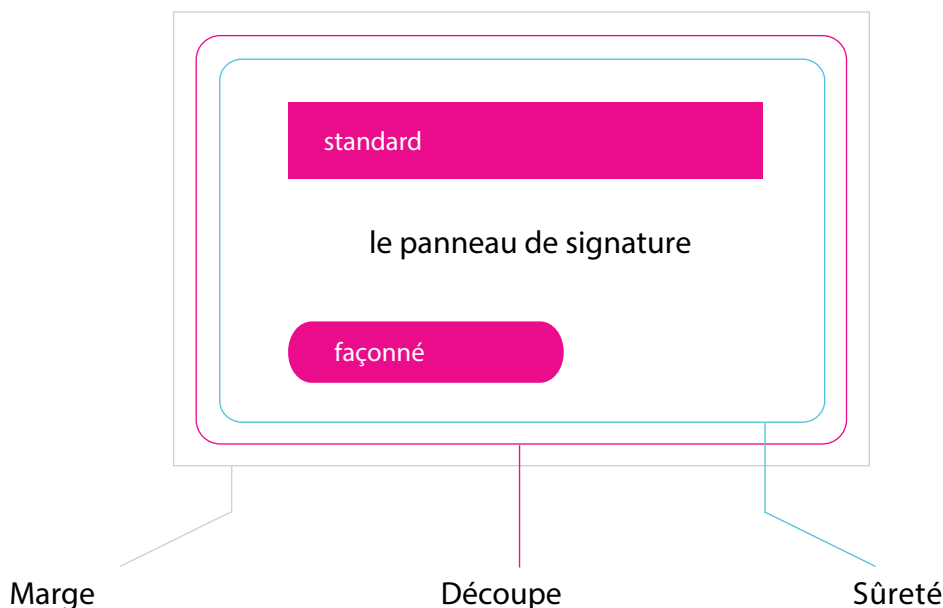 standard
le panneau de signature
façonné
Marge
Découpe
Sûreté